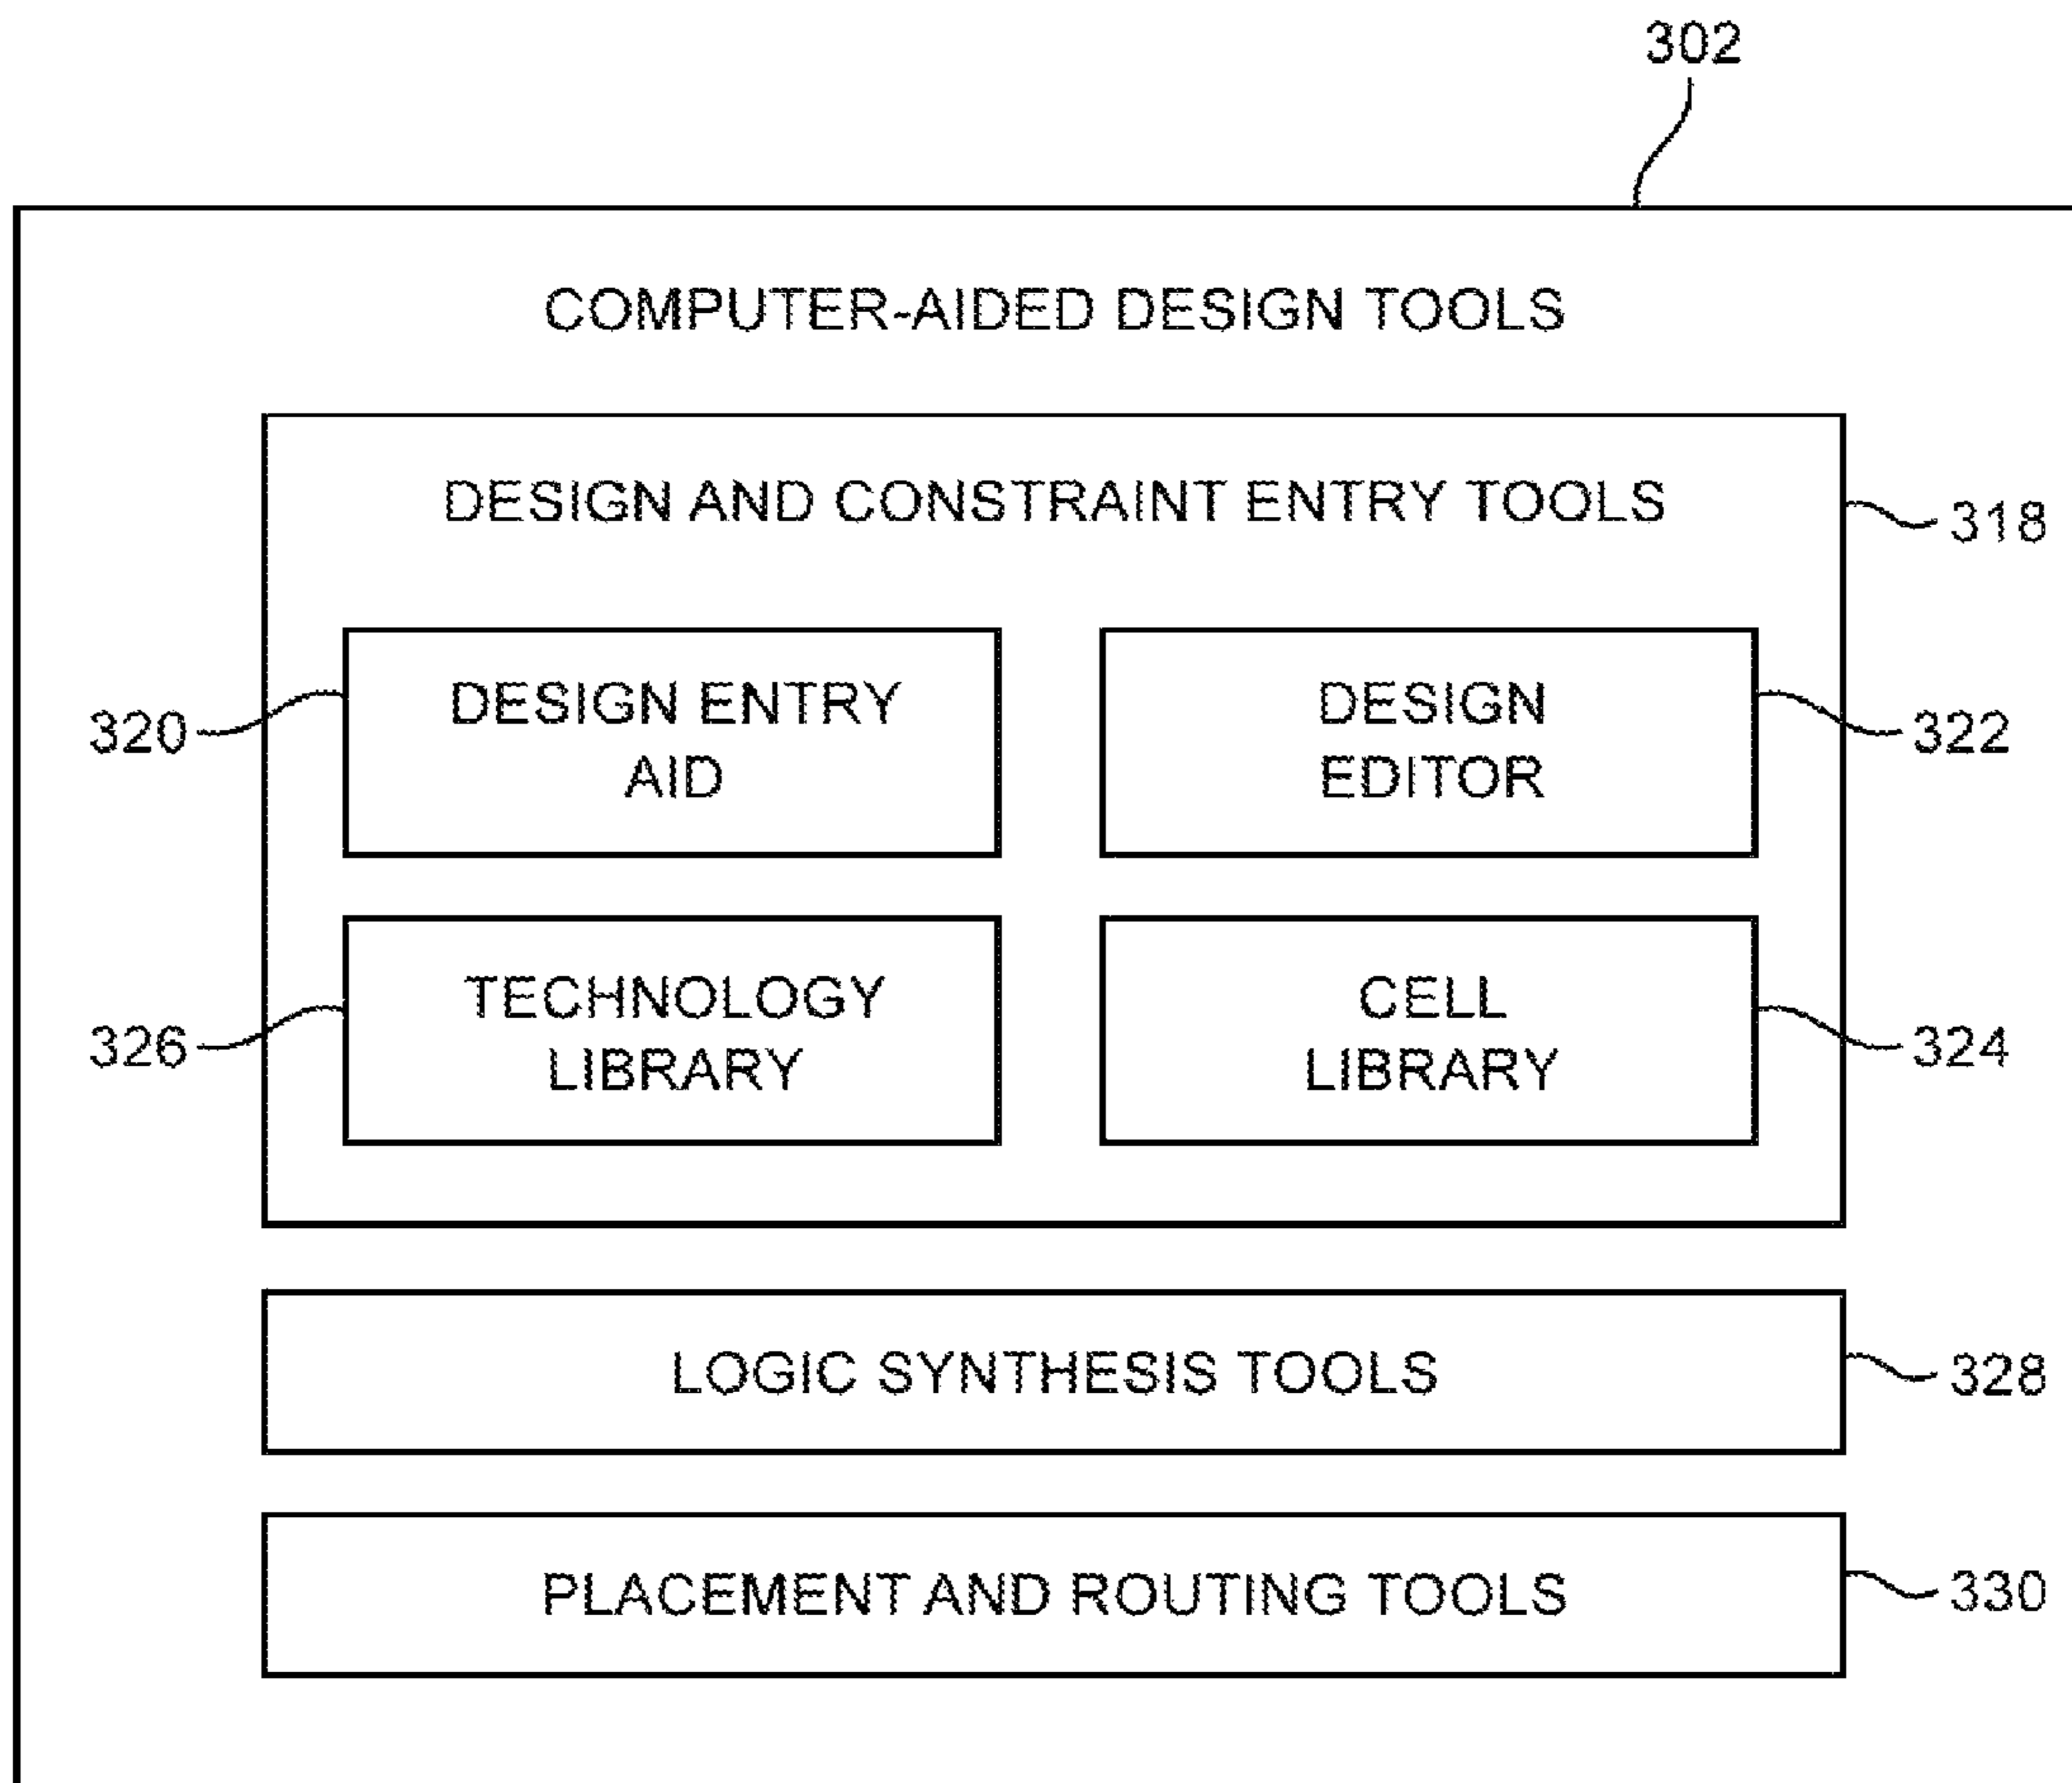 302
COMPUTER-AIDED DESIGN TOOLS
DESIGN AND CONSTRAINT ENTRY TOOLS
318
DESIGN ENTRY
AID
320
DESIGN
EDITOR
322
TECHNOLOGY
LIBRARY
326
CELL
LIBRARY
324
LOGIC SYNTHESIS TOOLS
328
PLACEMENT AND ROUTING TOOLS
330